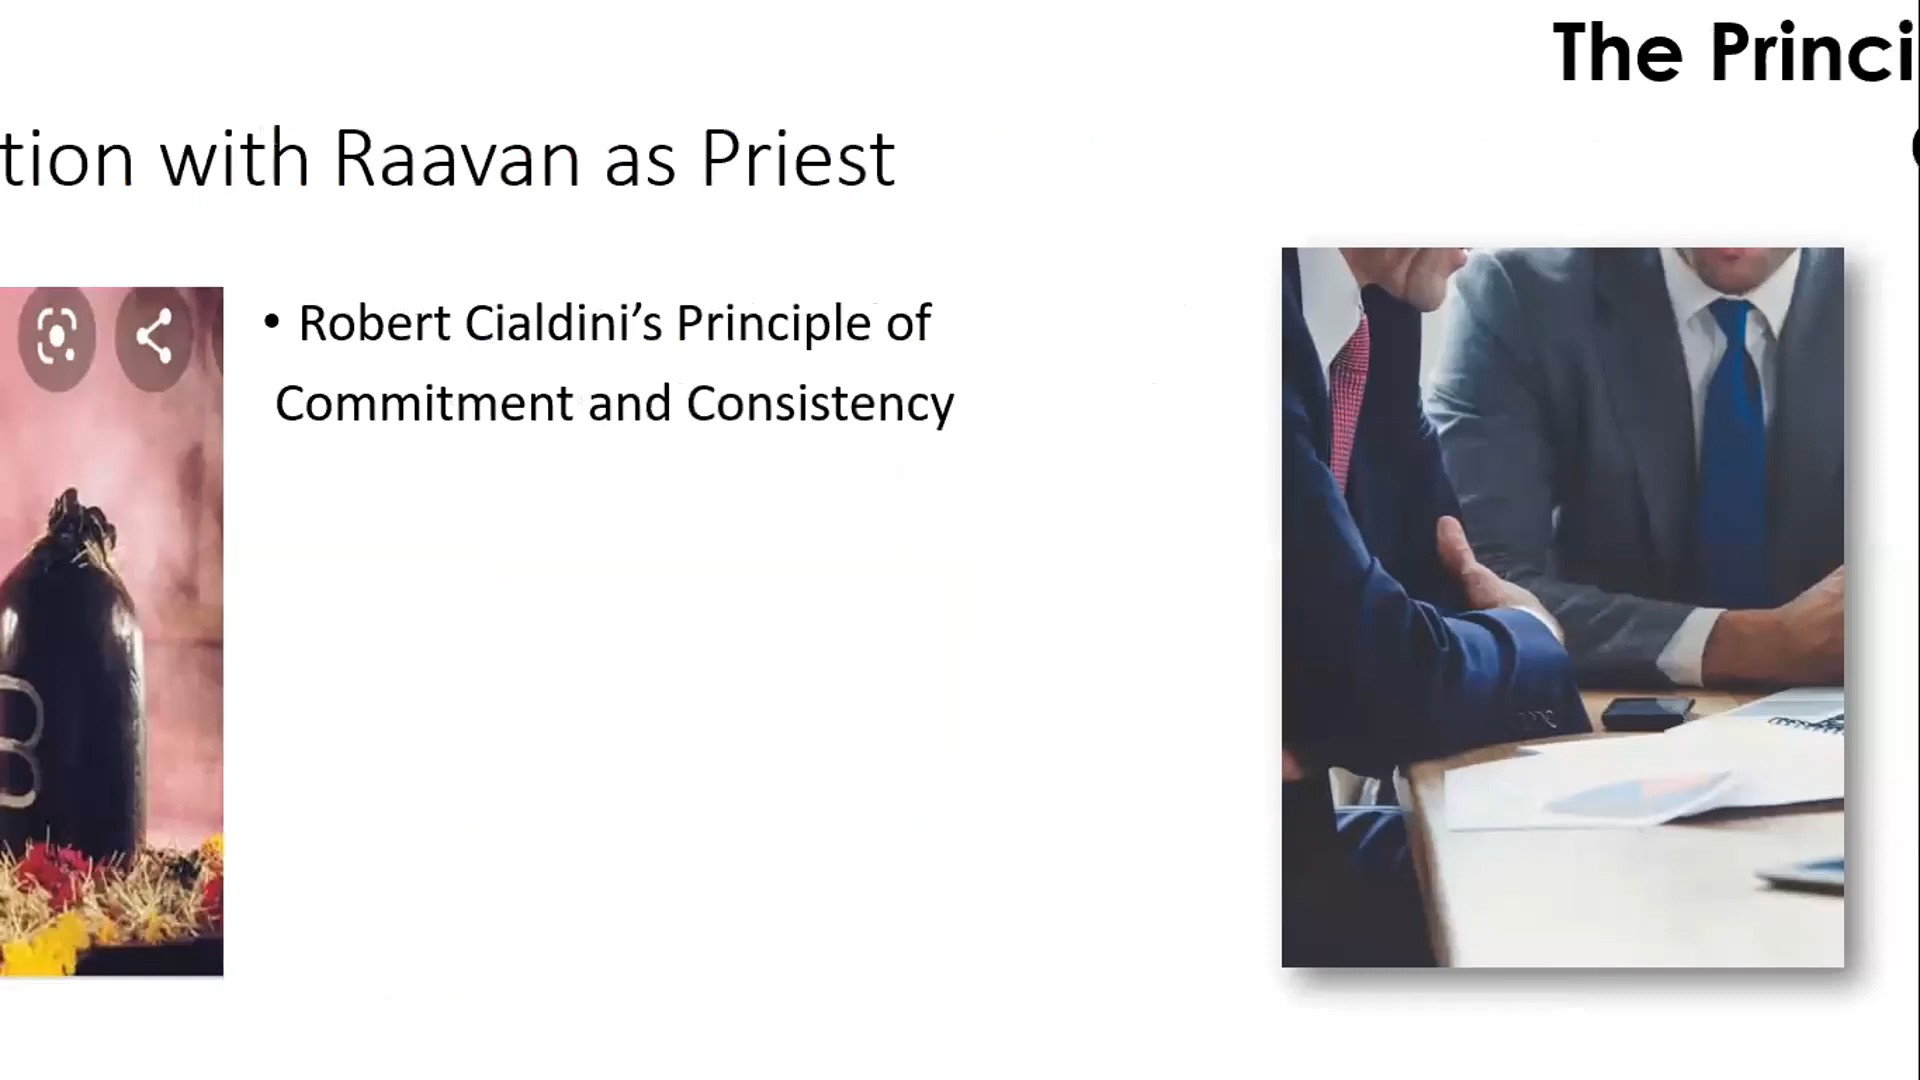 The Princi
tion with Raavan as Priest
• Robert Cialdini’s Principle of
Commitment and Consistency